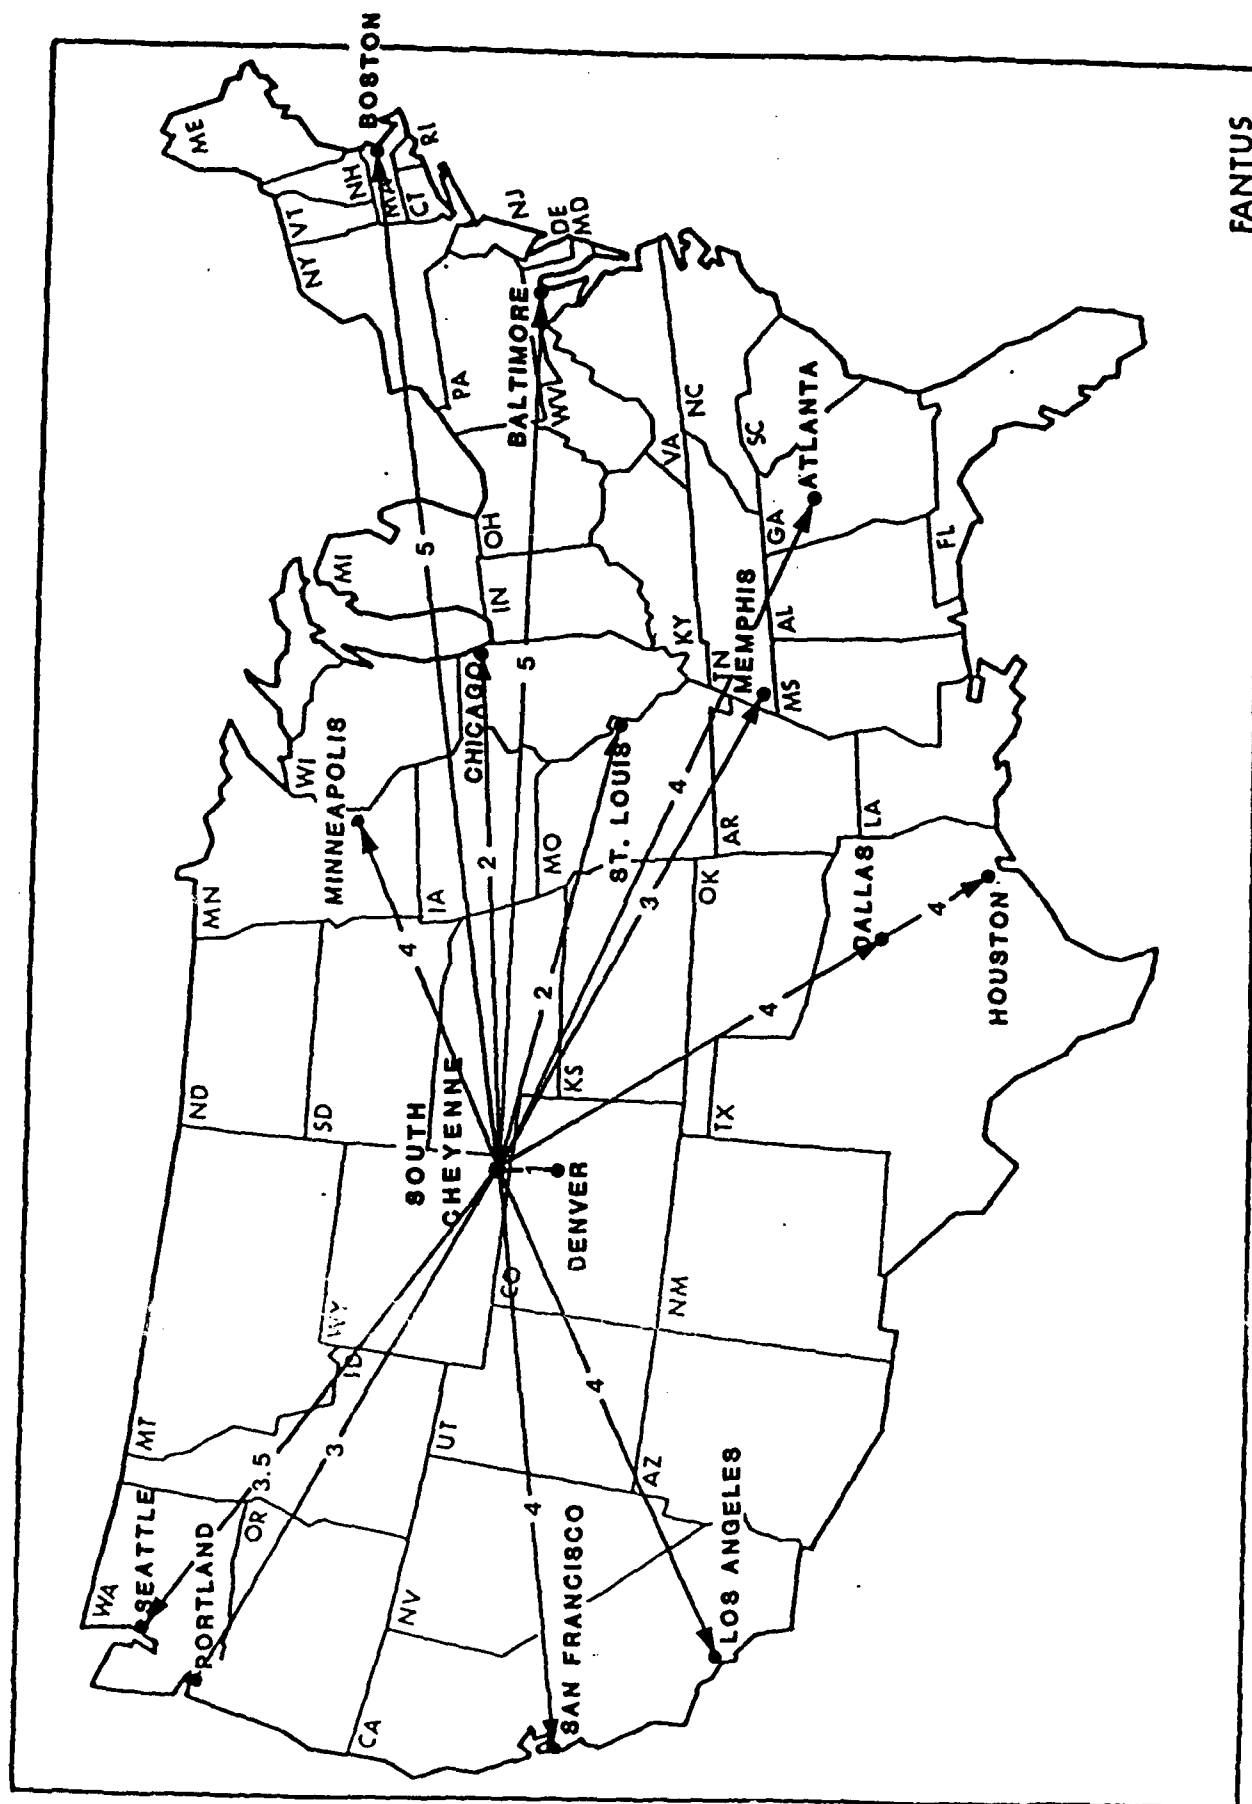 WA
SEATTLE
PORTLAND
OR
3.5
3
MT
ID
WY
ND
SD
MN
MINNEAPOLIS
WI
MI
NY
VT
ME
NH
MA
BOSTON
CT
RI
NJ
DE
MD
PA
OH
IN
CHICAGO
IA
4
SOUTH
CHEYENNE
1
DENVER
CO
UT
NV
CA
4
SAN FRANCISCO
4
LOS ANGELES
AZ
NM
KS
2
2
5
5
BALTIMORE
WV
VA
NC
SC
KY
TN
MO
ST. LOUIS
4
3
MEMPHIS
AR
OK
TX
4
DALLAS
4
HOUSTON
LA
MS
AL
GA
ATLANTA
FL
FANTUS